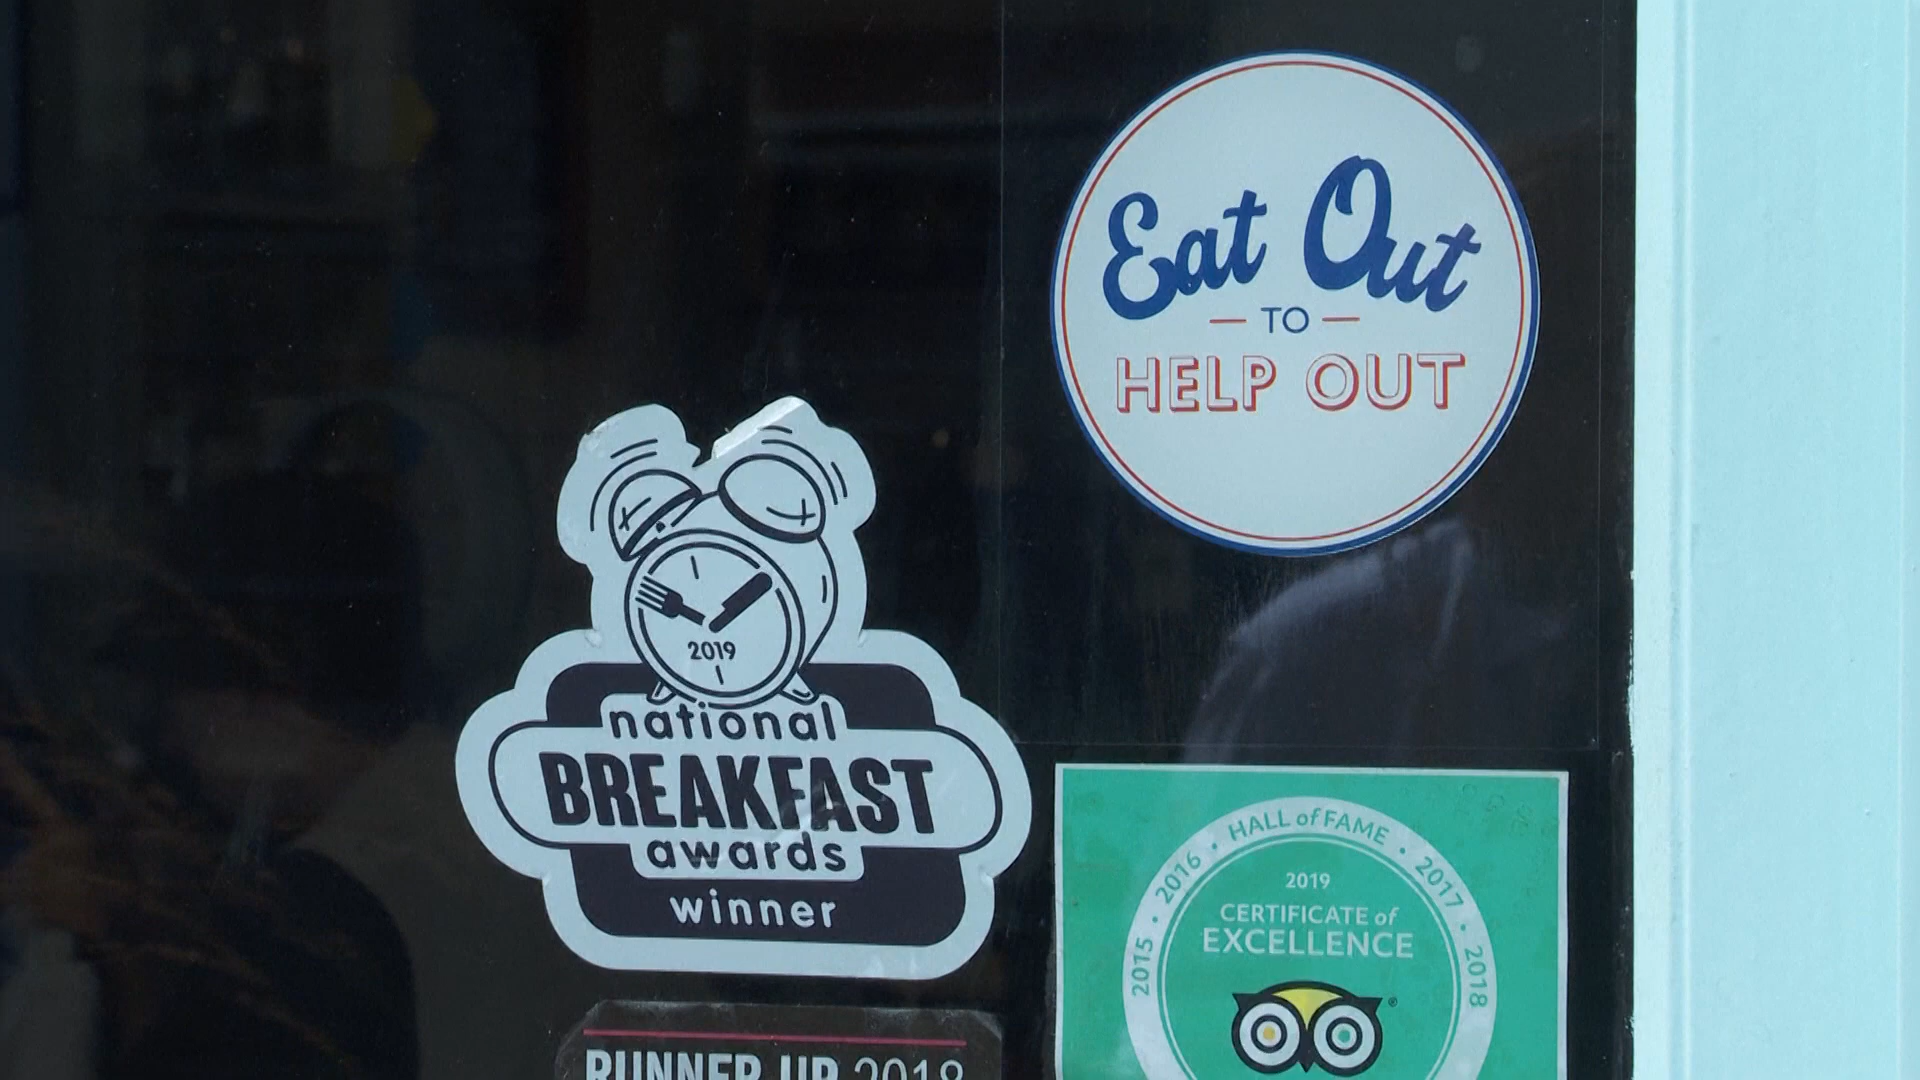 Eat Out
TO
HELP OUT
2019
national
BREAKFAST
awards
winner
RUNNER UP 2018
2015 • 2016 • HALL of FAME • 2017 • 2018
2019
CERTIFICATE of
EXCELLENCE